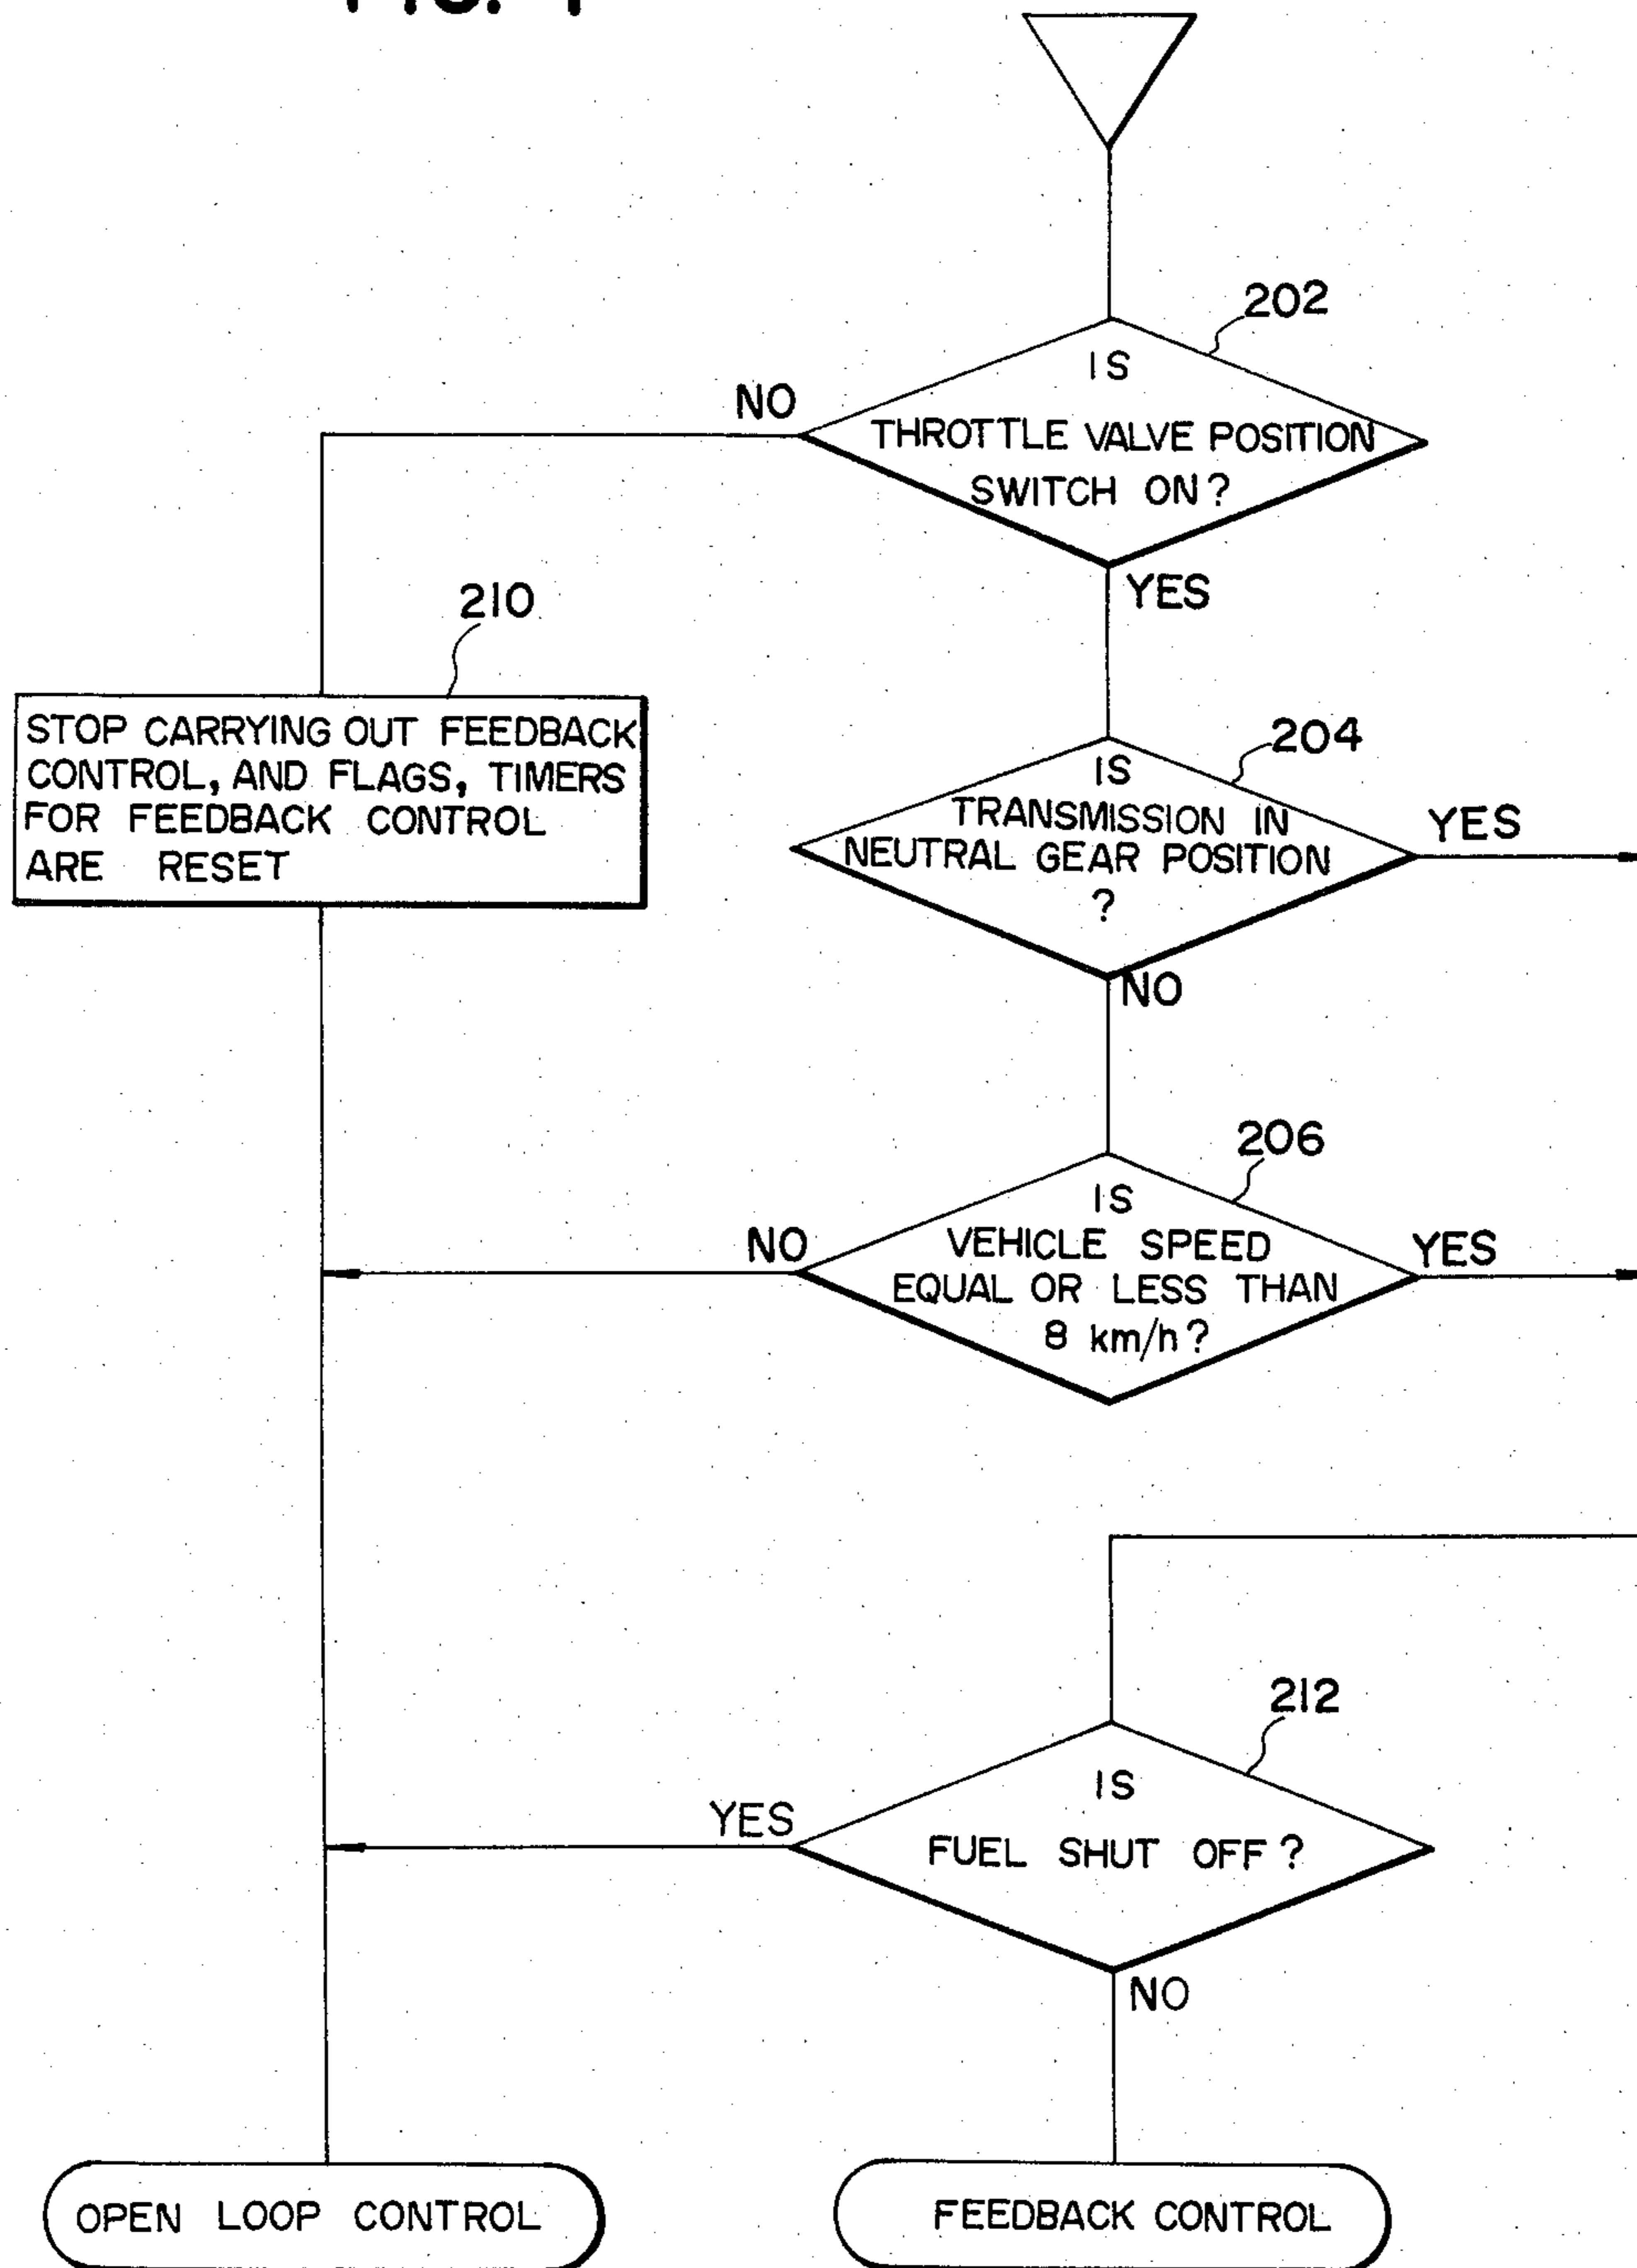 202
IS
THROTTLE VALVE POSITION
SWITCH ON?
NO
YES
210
STOP CARRYING OUT FEEDBACK
CONTROL, AND FLAGS, TIMERS
FOR FEEDBACK CONTROL
ARE RESET
204
IS
TRANSMISSION IN
NEUTRAL GEAR POSITION
?
YES
NO
206
IS
VEHICLE SPEED
EQUAL OR LESS THAN
8 km/h?
NO
YES
212
IS
FUEL SHUT OFF?
YES
NO
OPEN LOOP CONTROL
FEEDBACK CONTROL